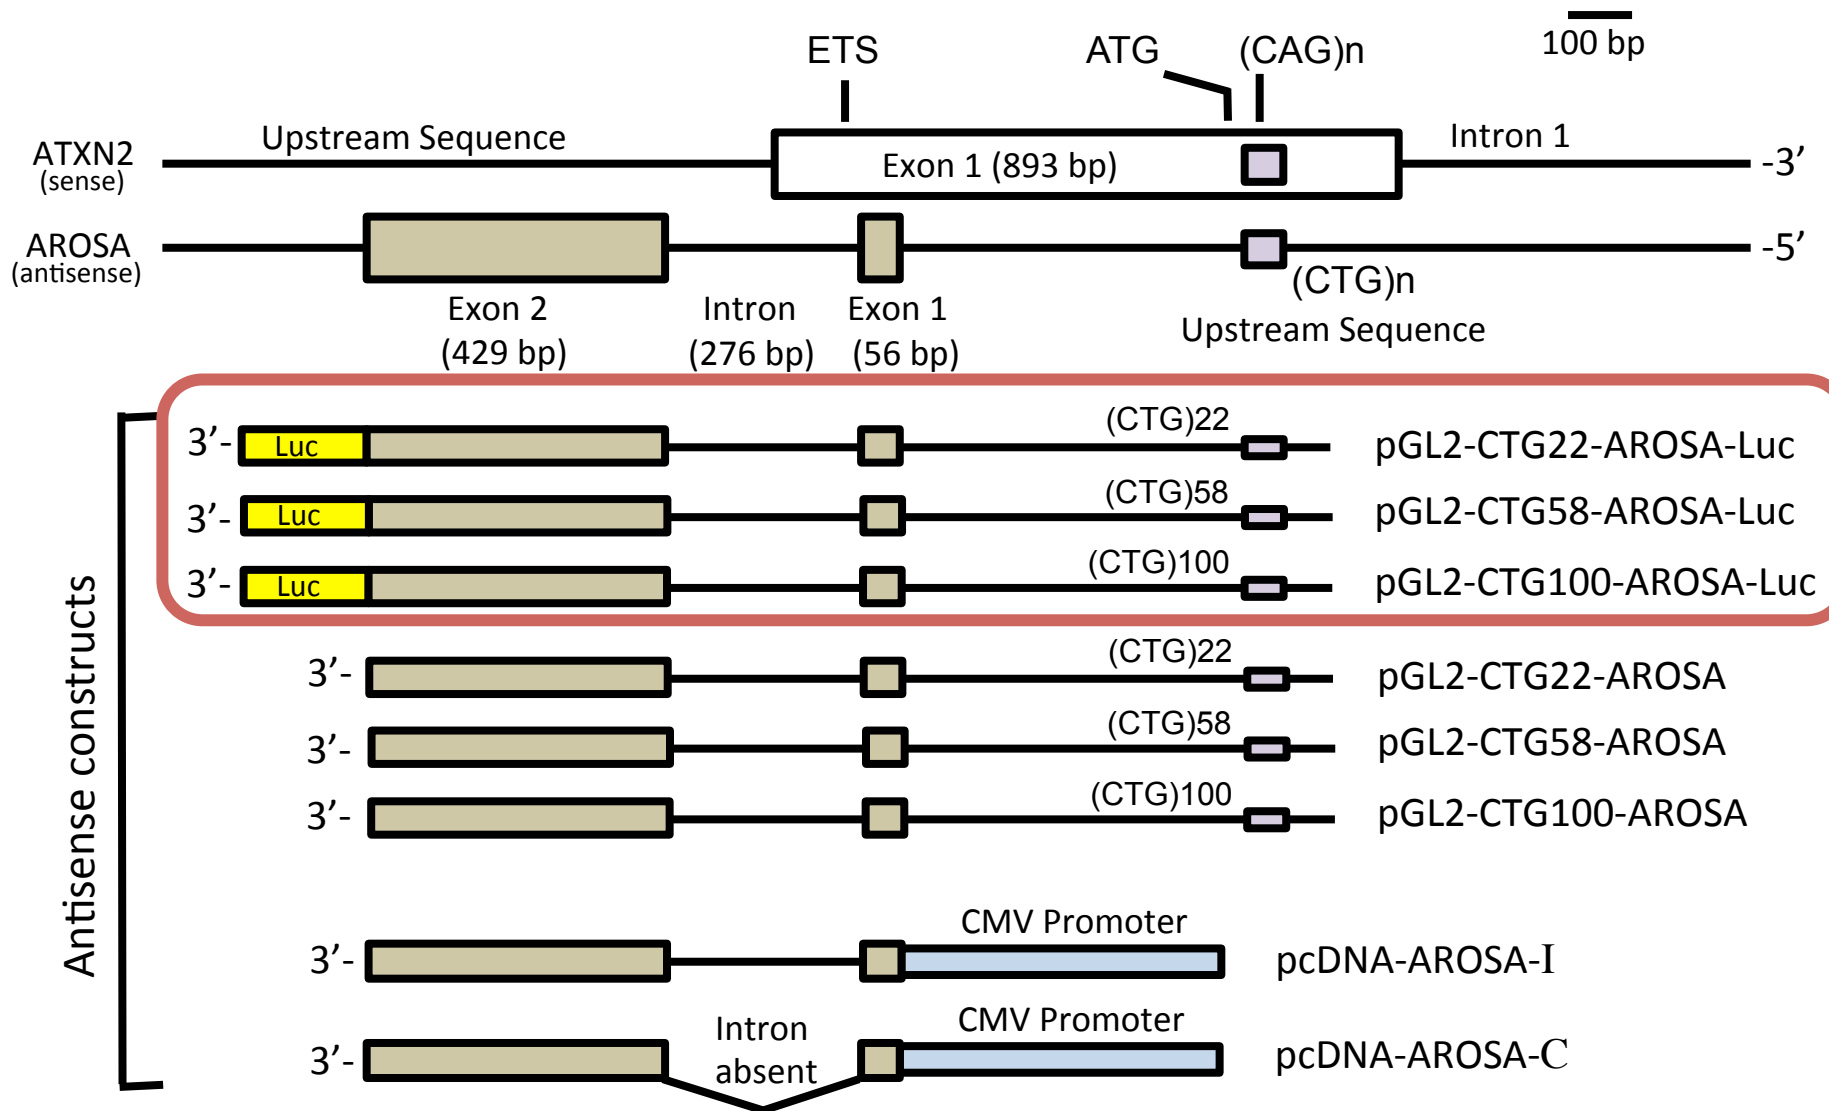 100 bp
ETS
ATG
(CAG)n
Upstream Sequence
Intron 1
ATXN2
(sense)
Exon 1 (893 bp)
-3’
AROSA
(antisense)
-5’
(CTG)n
Exon 2
(429 bp)
Intron
(276 bp)
Exon 1
(56 bp)
Upstream Sequence
Antisense constructs
3’-
Luc
(CTG)22
pGL2-CTG22-AROSA-Luc
3’-
Luc
(CTG)58
pGL2-CTG58-AROSA-Luc
3’-
Luc
(CTG)100
pGL2-CTG100-AROSA-Luc
3’-
(CTG)22
pGL2-CTG22-AROSA
3’-
(CTG)58
pGL2-CTG58-AROSA
3’-
(CTG)100
pGL2-CTG100-AROSA
CMV Promoter
3’-
pcDNA-AROSA-I
CMV Promoter
3’-
Intron
absent
pcDNA-AROSA-C